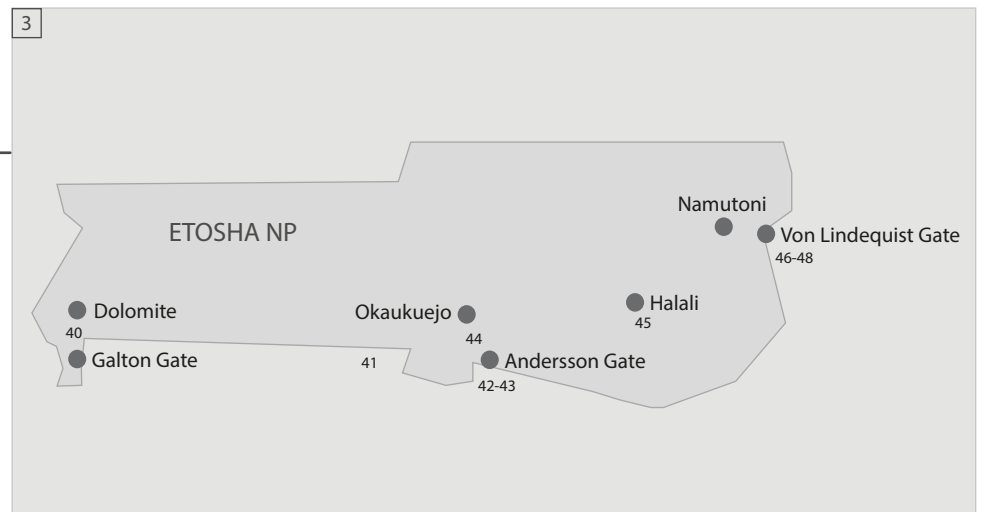 3
Namutoni
ETOSHA NP
Von Lindequist Gate
46-48
Dolomite
Okaukuejo
Halali
40
44
45
Galton Gate
41
Andersson Gate
42-43